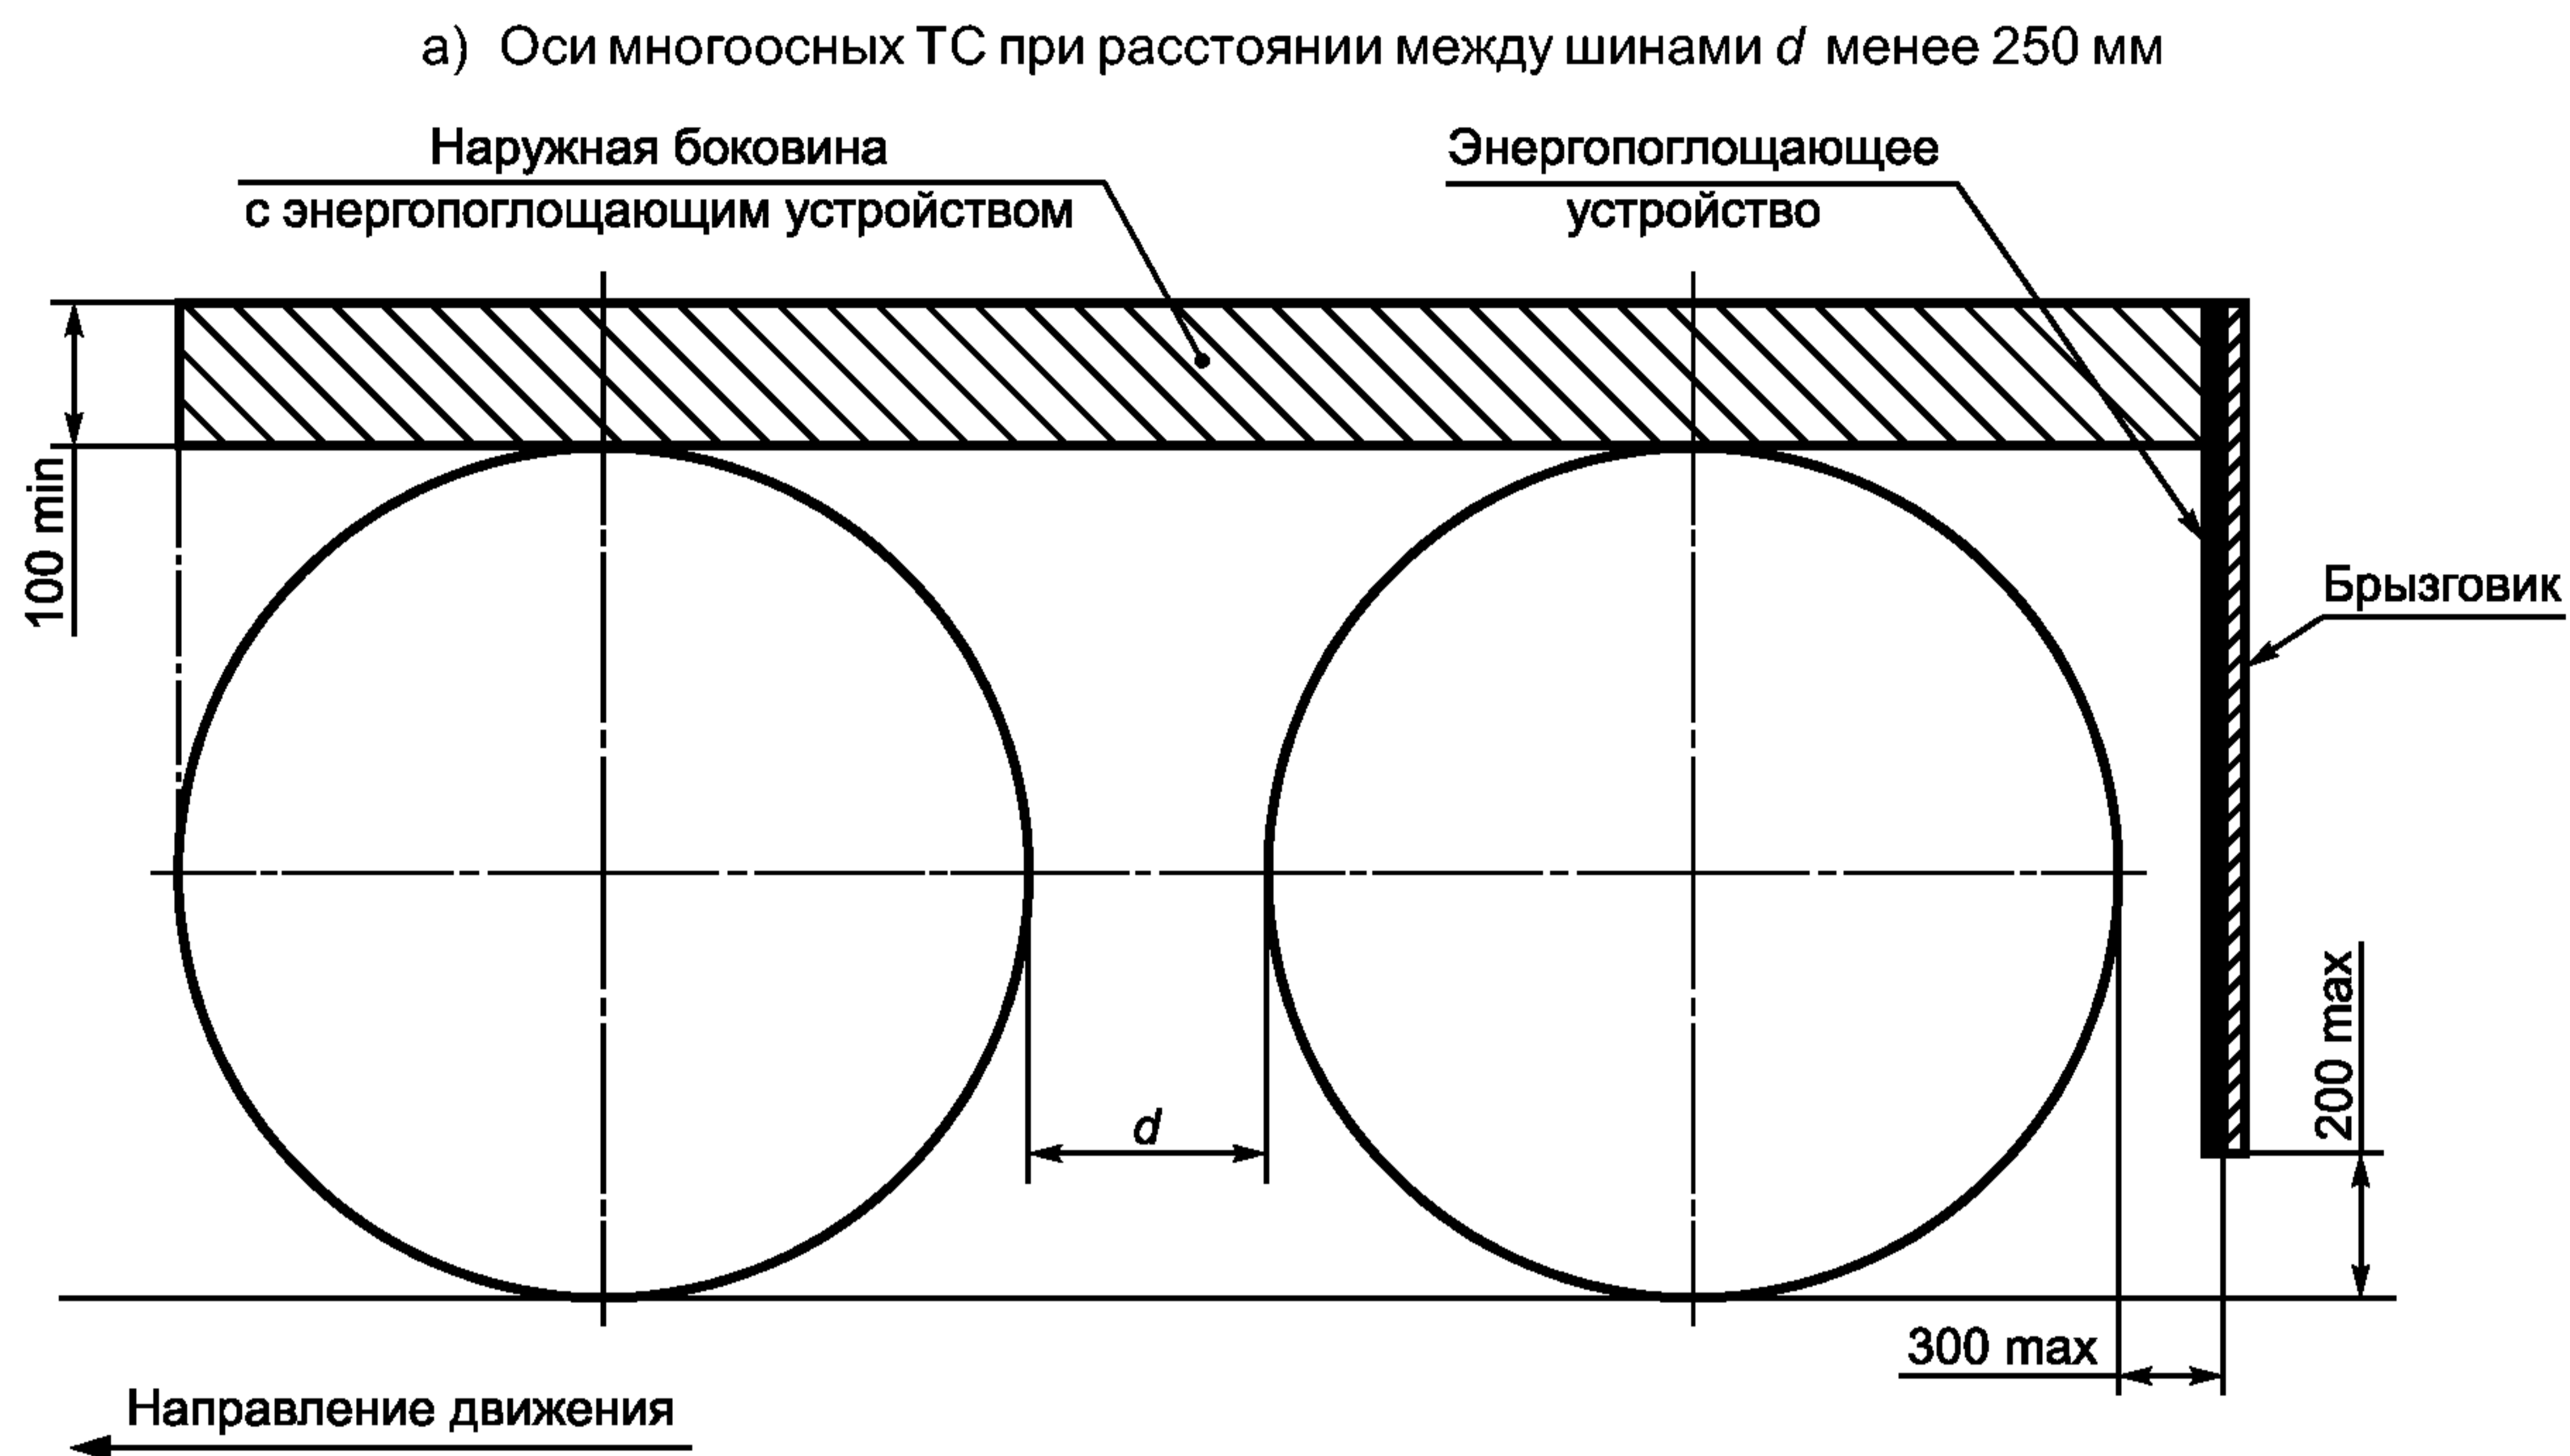 а) Оси многоосных ТС при расстоянии между шинами d менее 250 мм
Наружная боковина
с энергопоглощающим устройством
Энергопоглощающее
устройство
100 min
Брызговик
200 max
d
300 max
Направление движения